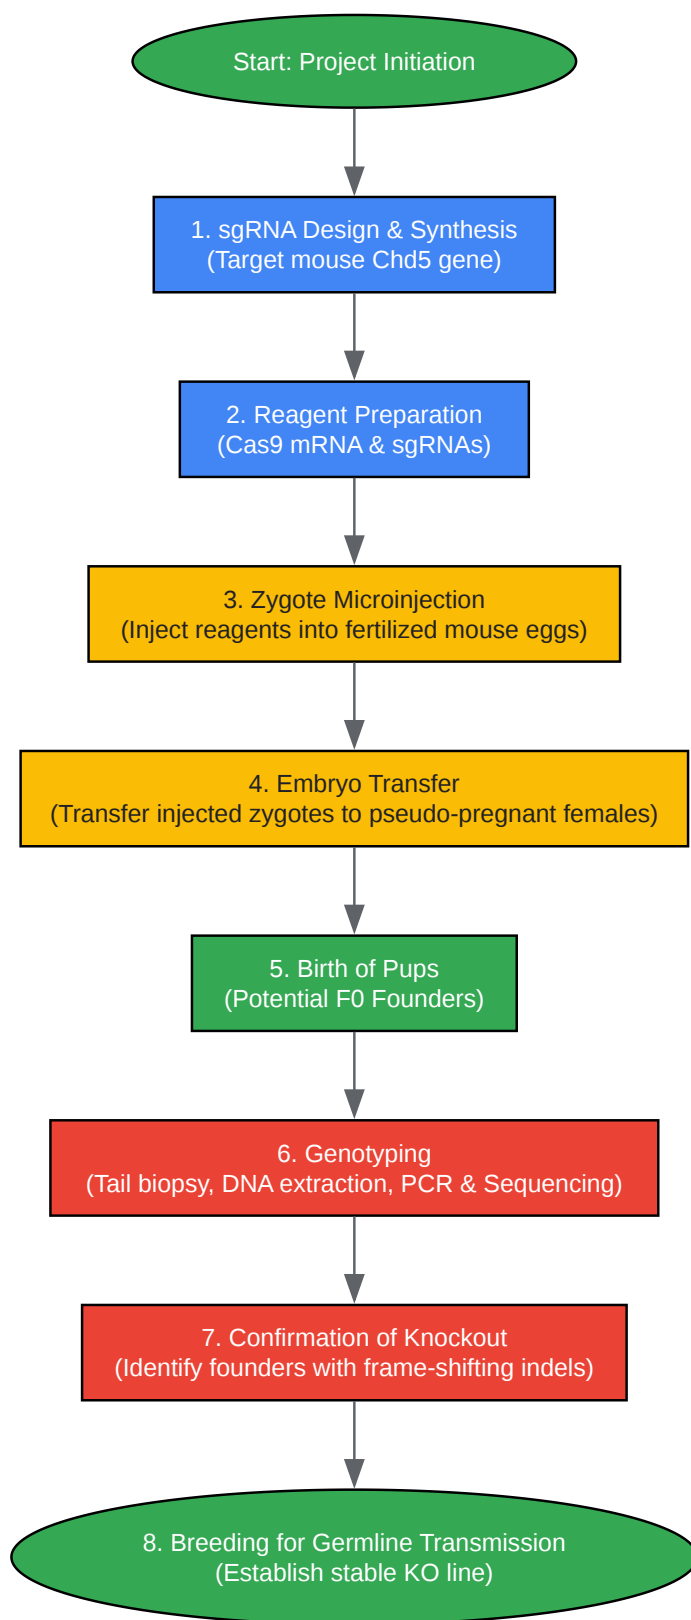 Start: Project Initiation
1. sgRNA Design & Synthesis
(Target mouse Chd5 gene)
2. Reagent Preparation
(Cas9 mRNA & sgRNAs)
3. Zygote Microinjection
(Inject reagents into fertilized mouse eggs)
4. Embryo Transfer
(Transfer injected zygotes to pseudo-pregnant females)
5. Birth of Pups
(Potential F0 Founders)
6. Genotyping
(Tail biopsy, DNA extraction, PCR & Sequencing)
7. Confirmation of Knockout
(Identify founders with frame-shifting indels)
8. Breeding for Germline Transmission
(Establish stable KO line)